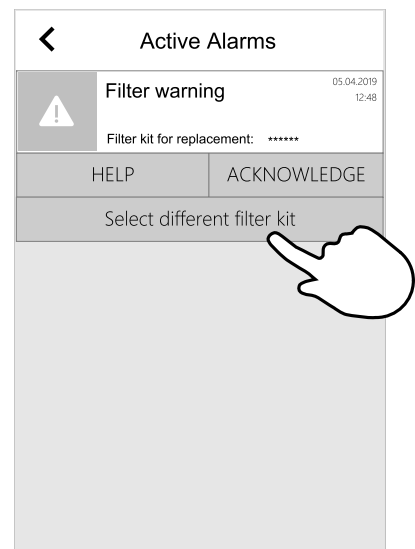 Active Alarms
Filter warning
05.04.2019
12:48
Filter kit for replacement: ******
HELP
ACKNOWLEDGE
Select different filter kit